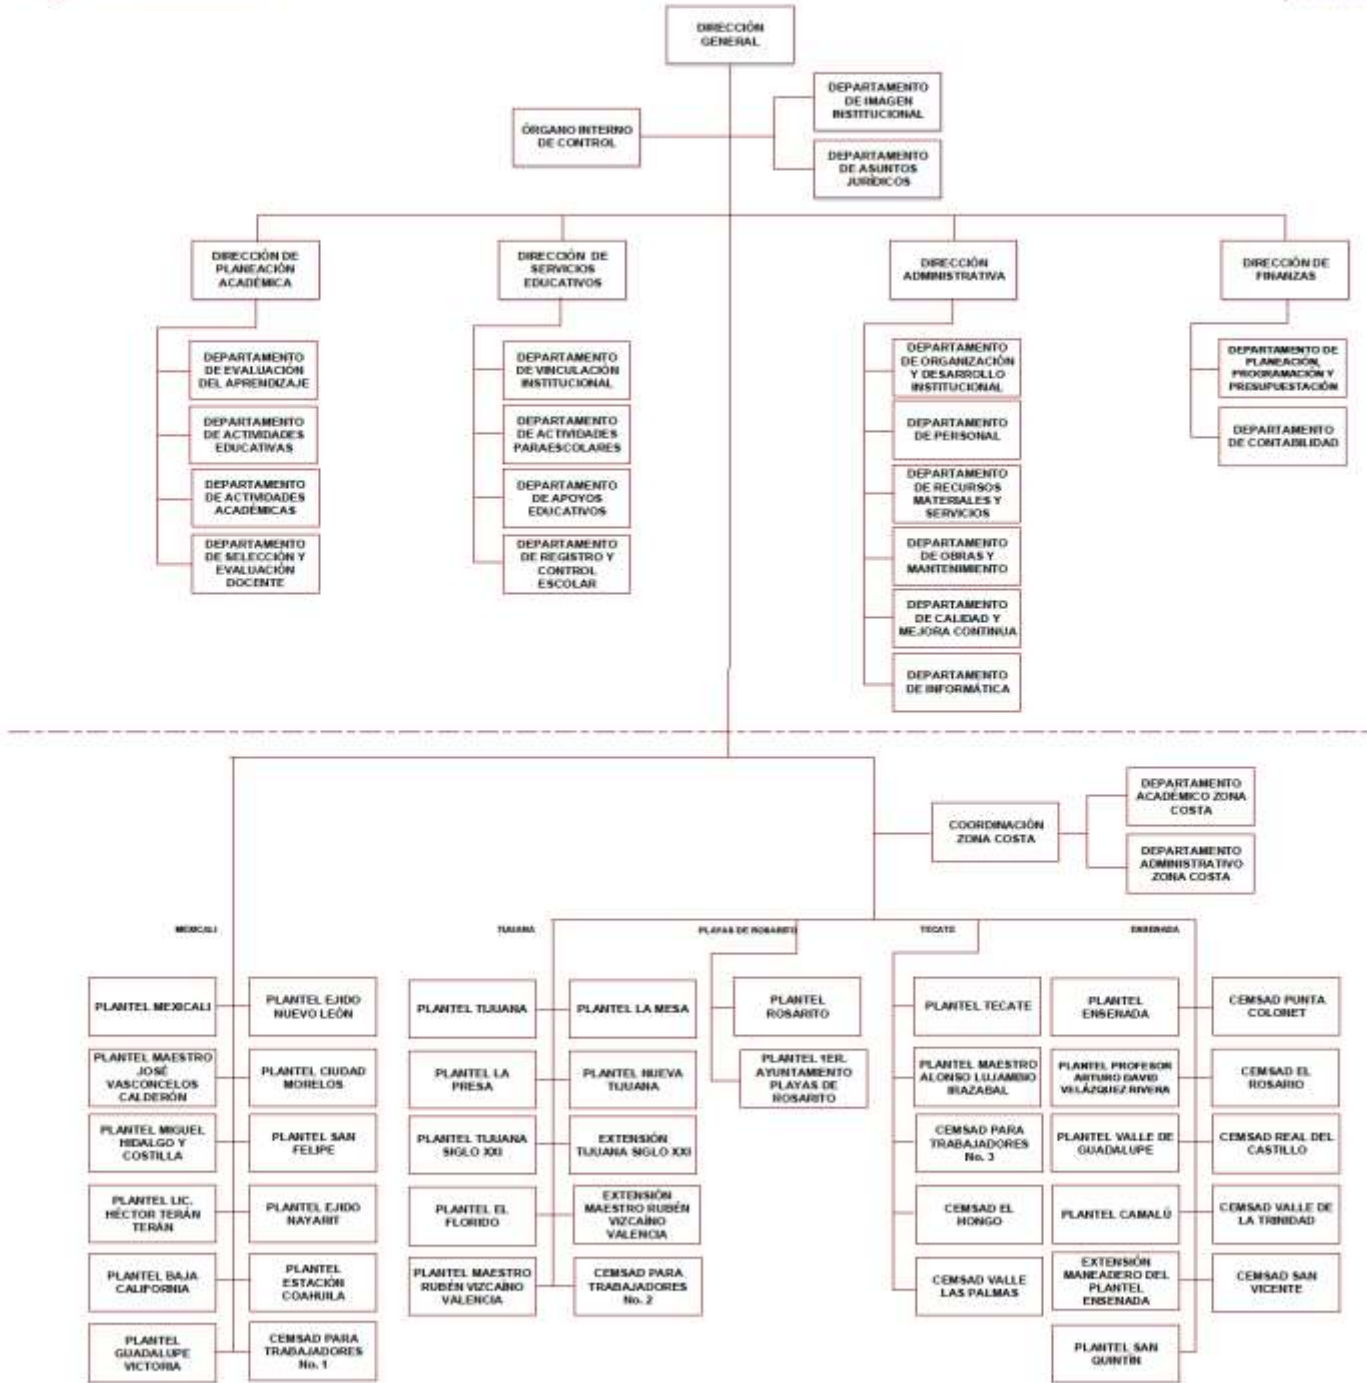 DIRECCIÓN
GENERAL
ÓRGANO INTERNO
DE CONTROL
DEPARTAMENTO
DE IMAGEN
INSTITUCIONAL
DEPARTAMENTO
DE ASUNTOS
JURÍDICOS
DIRECCIÓN DE
PLANEACIÓN
ACADÉMICA
DEPARTAMENTO
DE EVALUACIÓN
DEL APRENDIZAJE
DEPARTAMENTO
DE ACTIVIDADES
EDUCATIVAS
DEPARTAMENTO
DE ACTIVIDADES
ACADÉMICAS
DEPARTAMENTO
DE SELECCIÓN Y
EVALUACIÓN
DOCENTE
DIRECCIÓN DE
SERVICIOS
EDUCATIVOS
DEPARTAMENTO
DE VINCULACIÓN
INSTITUCIONAL
DEPARTAMENTO
DE ACTIVIDADES
PARAESCOLARES
DEPARTAMENTO
DE APOYOS
EDUCATIVOS
DEPARTAMENTO
DE REGISTRO Y
CONTROL
ESCOLAR
DIRECCIÓN
ADMINISTRATIVA
DEPARTAMENTO
DE ORGANIZACIÓN
Y DESARROLLO
INSTITUCIONAL
DEPARTAMENTO
DE PERSONAL
DEPARTAMENTO
DE RECURSOS
MATERIALES Y
SERVICIOS
DEPARTAMENTO
DE OBRAS Y
MANTENIMIENTO
DEPARTAMENTO
DE CALIDAD Y
MEJORA CONTINUA
DEPARTAMENTO
DE INFORMÁTICA
DIRECCIÓN DE
FINANZAS
DEPARTAMENTO DE
PLANEACIÓN,
PROGRAMACIÓN Y
PRESUPUESTACIÓN
DEPARTAMENTO
DE CONTABILIDAD
COORDINACIÓN
ZONA COSTA
DEPARTAMENTO
ACADÉMICO ZONA
COSTA
DEPARTAMENTO
ADMINISTRATIVO
ZONA COSTA
MEXICALI
PLANTEL MEXICALI
PLANTEL EJIDO
NUEVO LEÓN
PLANTEL MAESTRO
JOSÉ
VASCONCELOS
CALDERÓN
PLANTEL CIUDAD
MORELOS
PLANTEL MIGUEL
HIDALGO Y
COSTILLA
PLANTEL SAN
FELIPE
PLANTEL LIC.
HÉCTOR TERÁN
TERÁN
PLANTEL EJIDO
NAYARIT
PLANTEL BAJA
CALIFORNIA
PLANTEL
ESTACIÓN
COAHUILA
PLANTEL
GUADALUPE
VICTORIA
CEMSAD PARA
TRABAJADORES
No. 1
TIJUANA
PLANTEL TIJUANA
PLANTEL LA MESA
PLANTEL LA
PRESA
PLANTEL NUEVA
TIJUANA
PLANTEL TIJUANA
SIGLO XXI
EXTENSIÓN
TIJUANA SIGLO XXI
PLANTEL EL
FLORIDO
EXTENSIÓN
MAESTRO RUBÉN
VIZCAÍNO
VALENCIA
PLANTEL MAESTRO
RUBÉN VIZCAÍNO
VALENCIA
CEMSAD PARA
TRABAJADORES
No. 2
PLAYAS DE ROSARITO
PLANTEL
ROSARITO
PLANTEL 1ER.
AYUNTAMIENTO
PLAYAS DE
ROSARITO
TECATE
PLANTEL TECATE
PLANTEL MAESTRO
ALONSO LUJAMBIO
IRAZABAL
CEMSAD PARA
TRABAJADORES
No. 3
CEMSAD EL
HONGO
CEMSAD VALLE
LAS PALMAS
ENSENADA
PLANTEL
ENSENADA
CEMSAD PUNTA
COLONET
PLANTEL PROFESOR
ARTURO DAVID
VELÁZQUEZ RIVERA
CEMSAD EL
ROSARIO
PLANTEL VALLE DE
GUADALUPE
CEMSAD REAL DEL
CASTILLO
PLANTEL CAMALÚ
CEMSAD VALLE DE
LA TRINIDAD
EXTENSIÓN
MANEADERO DEL
PLANTEL
ENSENADA
CEMSAD SAN
VICENTE
PLANTEL SAN
QUINTÍN